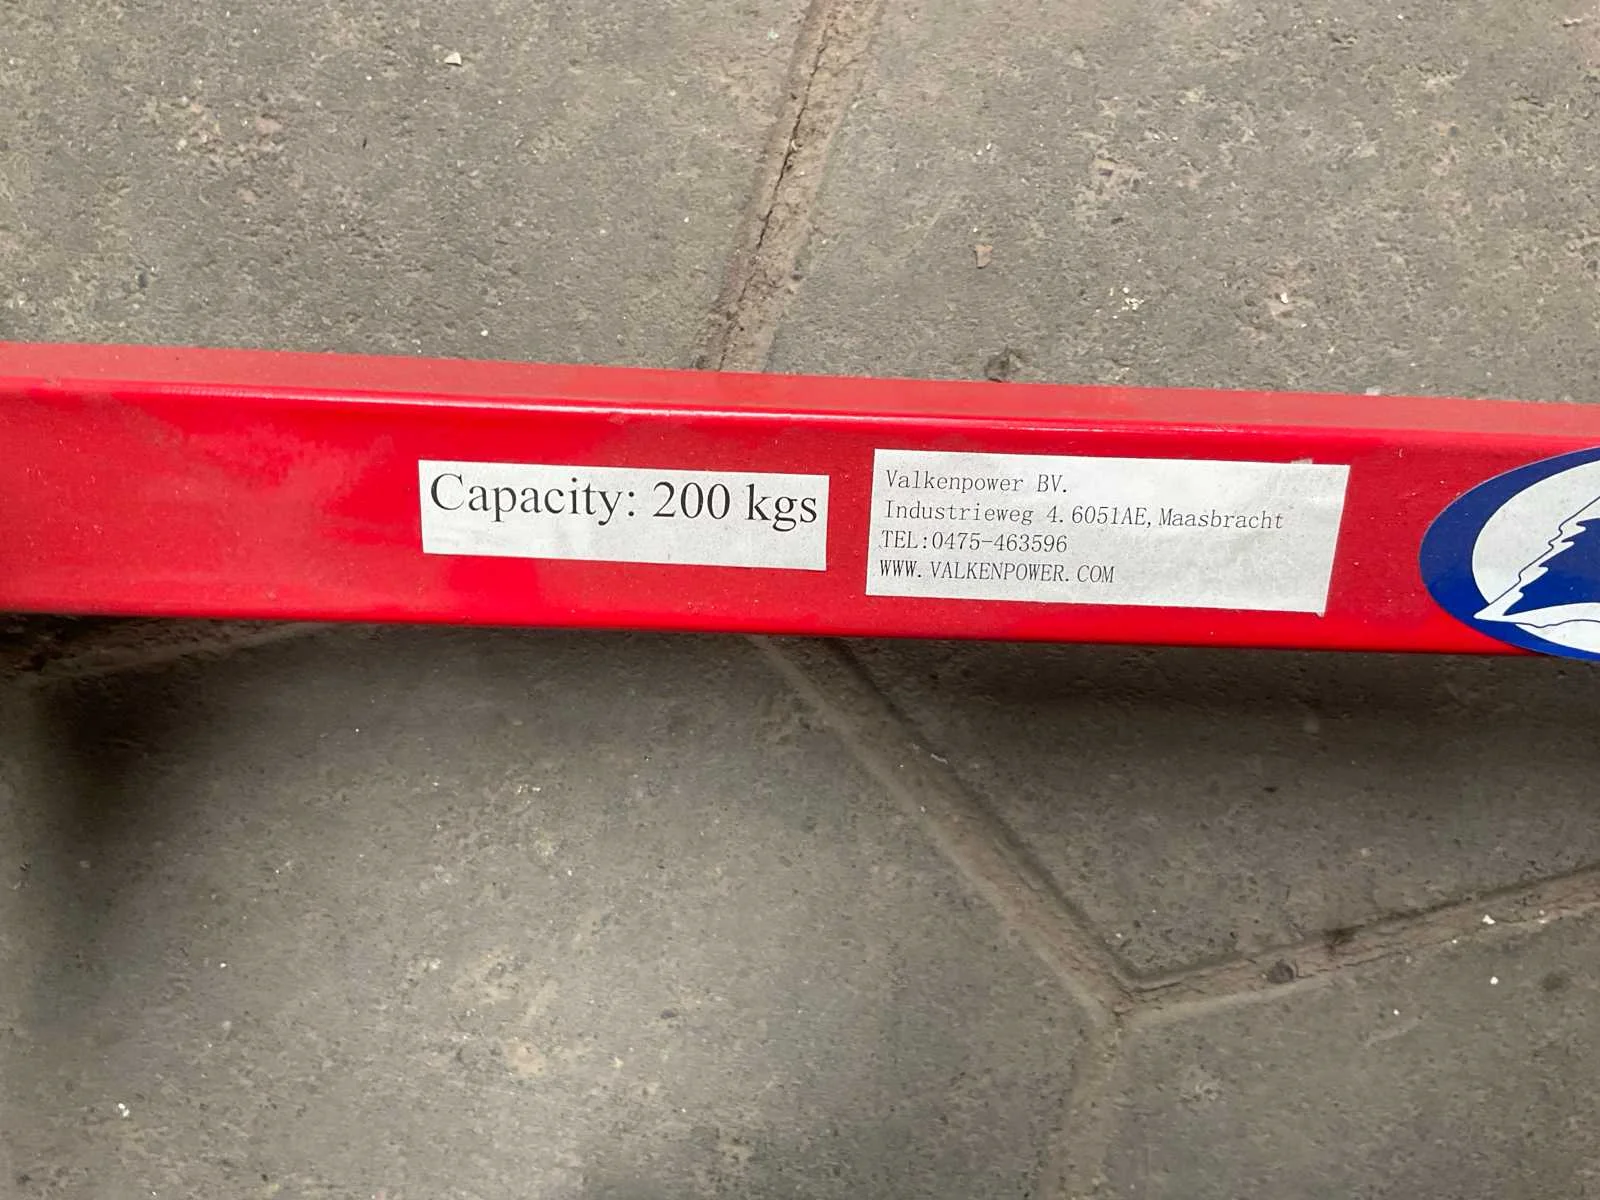 Capacity: 200 kgs
Valkenpower BV.
Industrieweg 4. 6051AE, Maasbracht
TEL:0475-463596
WWW. VALKENPOWER. COM